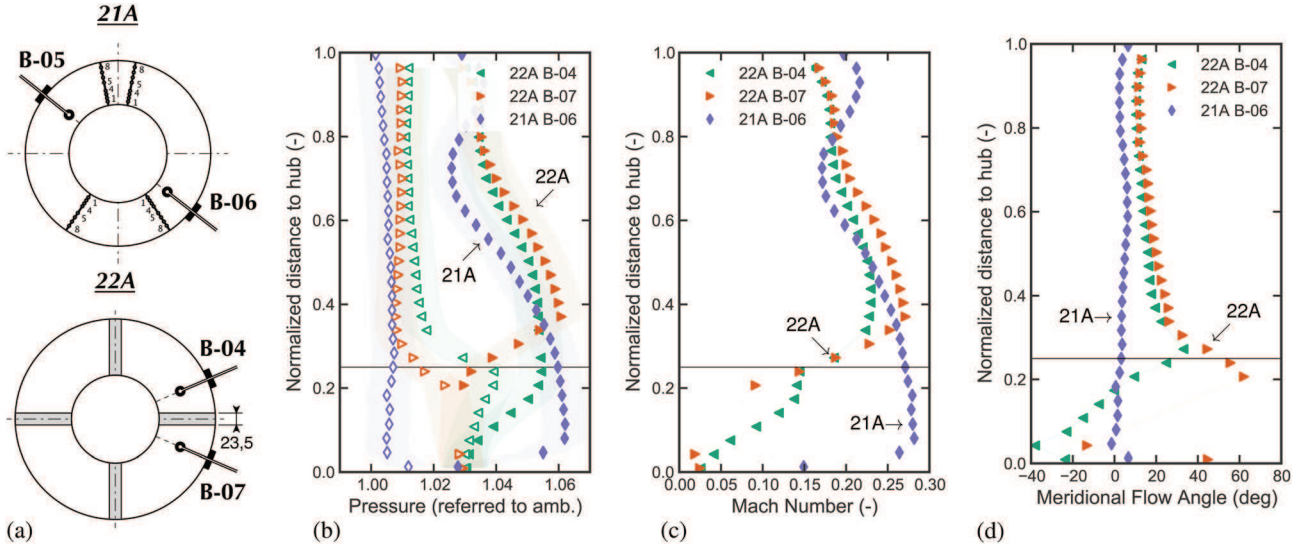 21A
B-05
8
5
4
1
8
5
4
1
1
4
5
8
1
4
5
8
B-06
22A
B-04
23,5
B-07
(a)
Normalized distance to hub (-)
1.0
0.8
0.6
0.4
0.2
0.0
22A B-04
22A B-07
21A B-06
22A
21A
1.00 1.02 1.04 1.06
Pressure (referred to amb.)
(b)
Normalized distance to hub (-)
1.0
0.8
0.6
0.4
0.2
0.0
22A B-04
22A B-07
21A B-06
22A
21A
0.00 0.05 0.10 0.15 0.20 0.25 0.30
Mach Number (-)
(c)
Normalized distance to hub (-)
1.0
0.8
0.6
0.4
0.2
0.0
22A B-04
22A B-07
21A B-06
21A
22A
−40 −20 0 20 40 60 80
Meridional Flow Angle (deg)
(d)